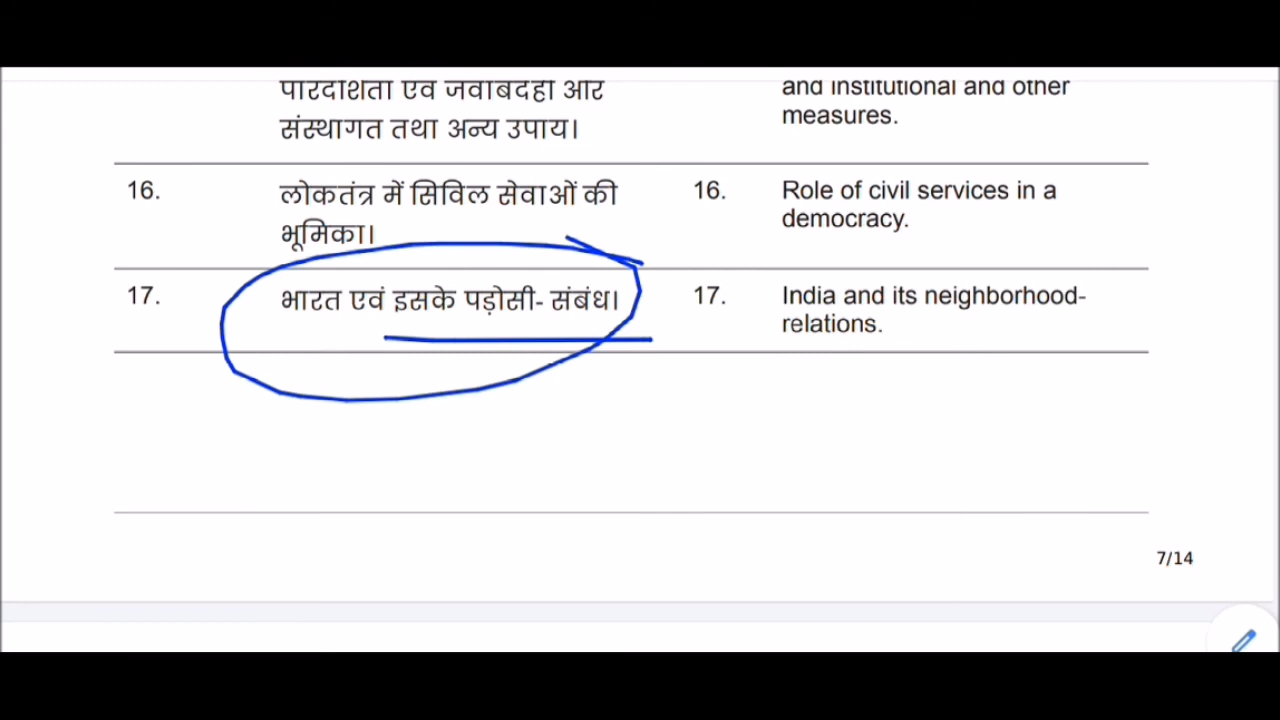 पारदर्शिता एवं जवाबदेही और
संस्थागत तथा अन्य उपाय।
and institutional and other
measures.
16.
लोकतंत्र में सिविल सेवाओं की
भूमिका।
16.
Role of civil services in a
democracy.
17.
भारत एवं इसके पड़ोसी- संबंध।
17.
India and its neighborhood-
relations.
7/14